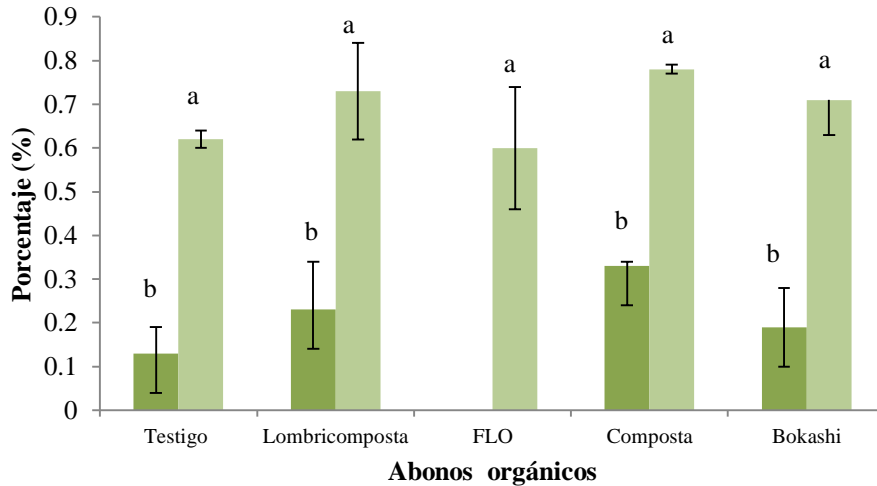 Porcentaje (%)
0.9
0.8
0.7
0.6
0.5
0.4
0.3
0.2
0.1
0
b
a
b
a
a
b
a
b
a
Testigo
Lombricomposta
FLO
Composta
Bokashi
Abonos orgánicos